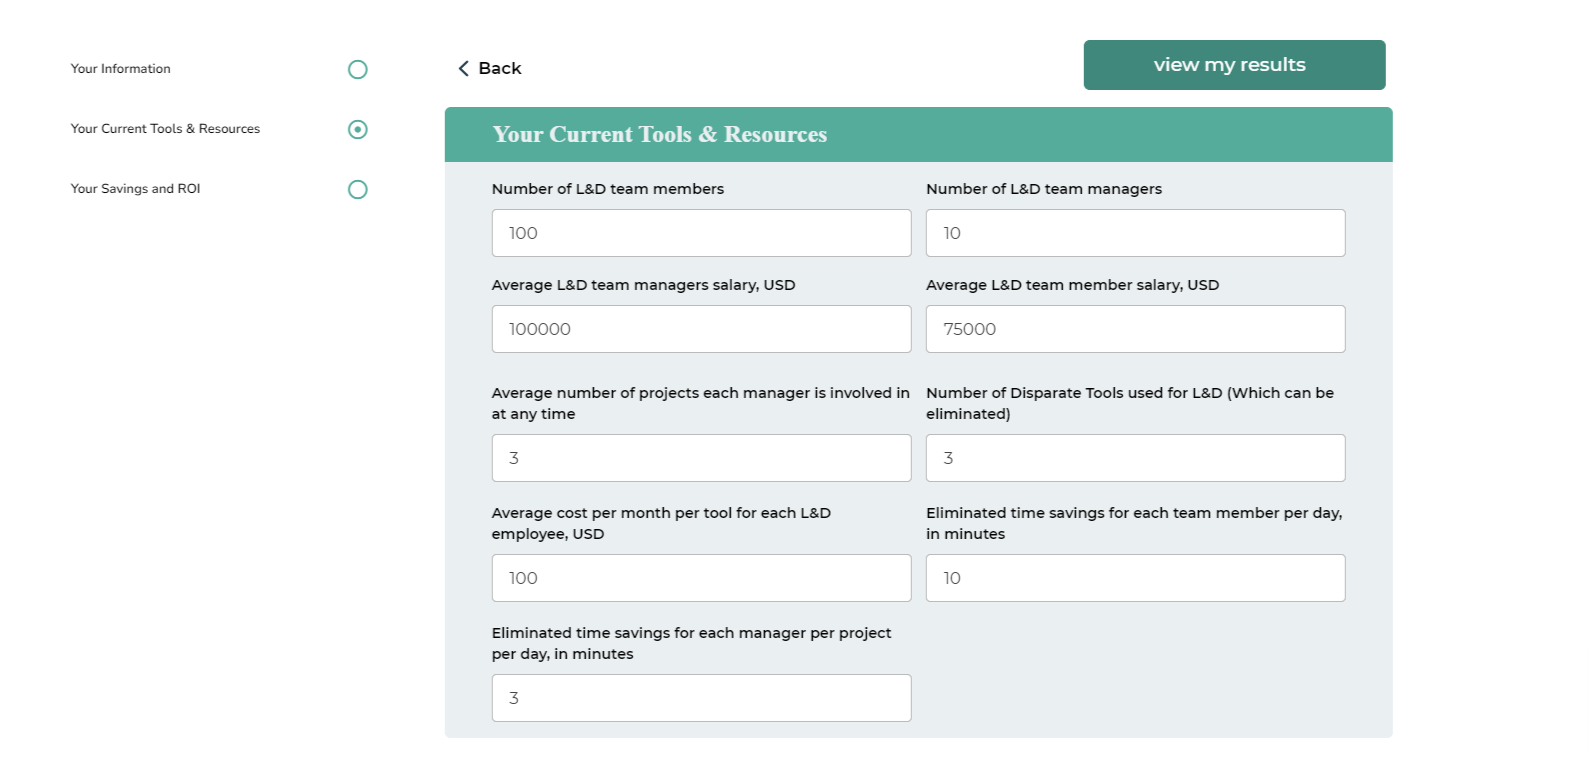 Your Information
Your Current Tools & Resources
Your Savings and ROI
Back
view my results
Your Current Tools & Resources
Number of L&D team members
100
Number of L&D team managers
10
Average L&D team managers salary, USD
100000
Average L&D team member salary, USD
75000
Average number of projects each manager is involved in
at any time
3
Number of Disparate Tools used for L&D (Which can be
eliminated)
3
Average cost per month per tool for each L&D
employee, USD
100
Eliminated time savings for each team member per day,
in minutes
10
Eliminated time savings for each manager per project
per day, in minutes
3